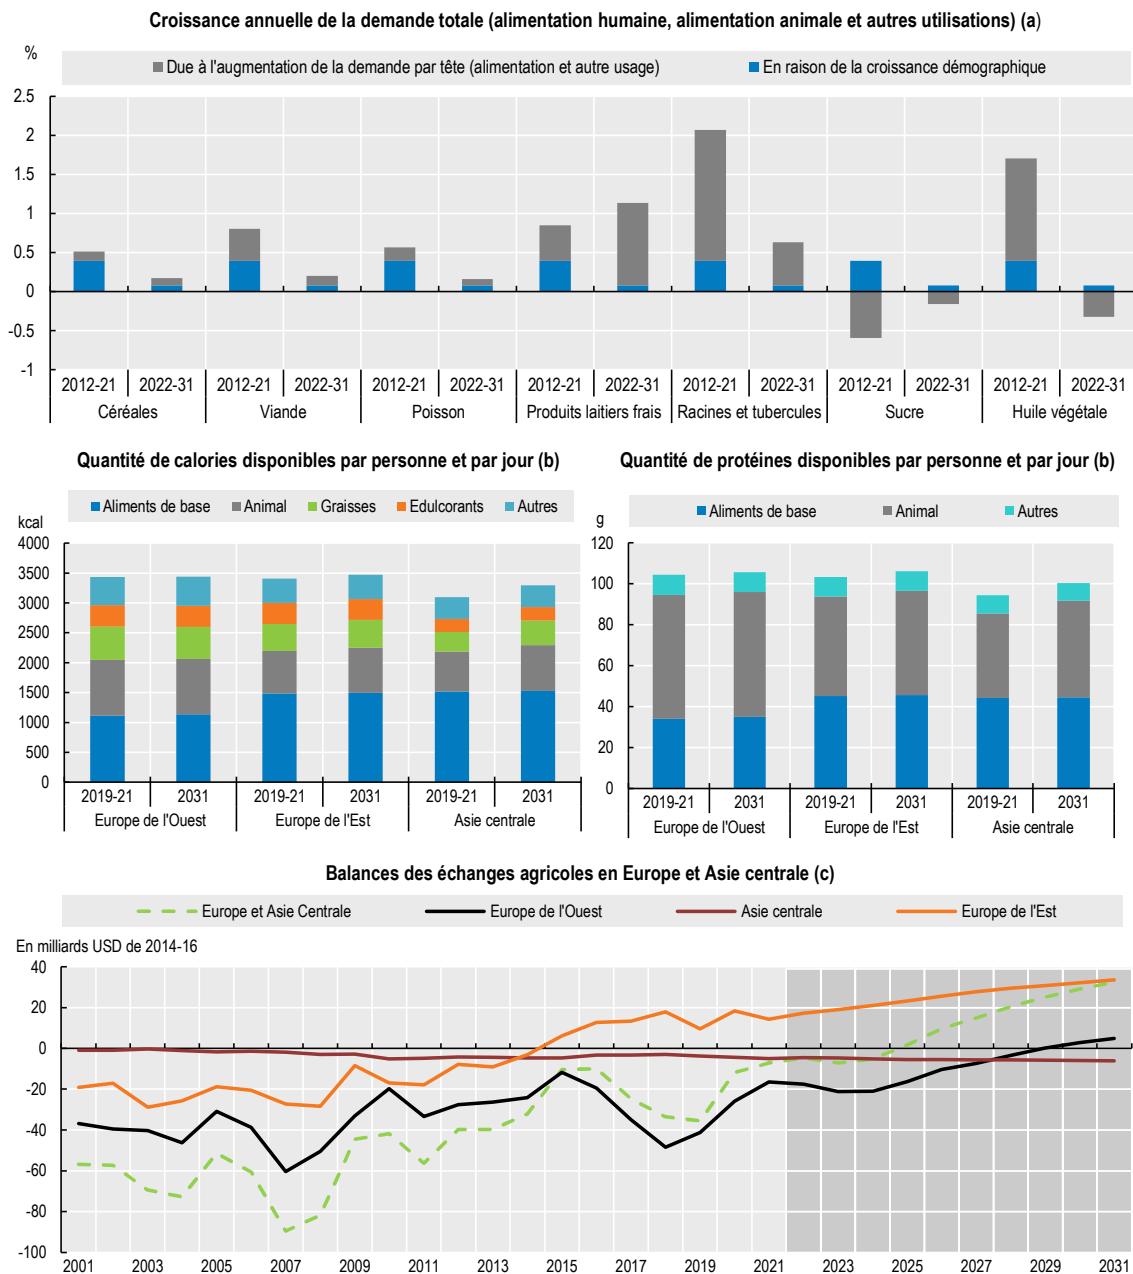 Croissance annuelle de la demande totale (alimentation humaine, alimentation animale et autres utilisations) (a)
%
Due à l'augmentation de la demande par tête (alimentation et autre usage) En raison de la croissance démographique
2.5
2
1.5
1
0.5
0
-0.5
-1
2012-21 2022-31 2012-21 2022-31 2012-21 2022-31 2012-21 2022-31 2012-21 2022-31 2012-21 2022-31 2012-21 2022-31
Céréales Viande Poisson Produits laitiers frais Racines et tubercules Sucre Huile végétale
Quantité de calories disponibles par personne et par jour (b)
Aliments de base Animal Graisses Edulcorants Autres
kcal
4000
3500
3000
2500
2000
1500
1000
500
0
2019-21 2031 2019-21 2031 2019-21 2031
Europe de l'Ouest Europe de l'Est Asie centrale
Quantité de protéines disponibles par personne et par jour (b)
Aliments de base Animal Autres
g
120
100
80
60
40
20
0
2019-21 2031 2019-21 2031 2019-21 2031
Europe de l'Ouest Europe de l'Est Asie centrale
Balances des échanges agricoles en Europe et Asie centrale (c)
Europe et Asie Centrale Europe de l'Ouest Asie centrale Europe de l'Est
En milliards USD de 2014-16
40
20
0
-20
-40
-60
-80
-100
2001 2003 2005 2007 2009 2011 2013 2015 2017 2019 2021 2023 2025 2027 2029 2031